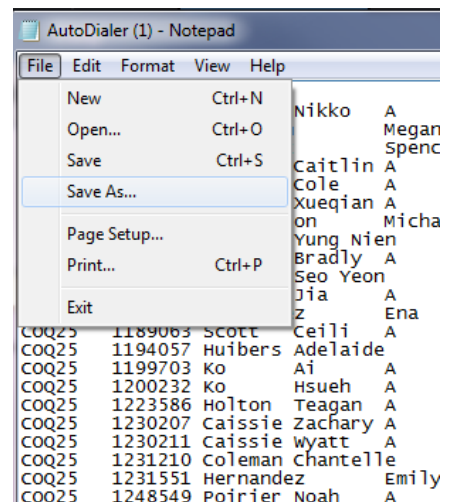 AutoDialer (1) - Notepad
File Edit Format View Help
New Ctrl+N
Open... Ctrl+O
Save Ctrl+S
Save As...
Page Setup...
Print... Ctrl+P
Exit
Nikko A
Megan
Spenc
Caitlin A
Cole A
Xueqian A
on Micha
Yung Nien
Bradly A
Seo Yeon
Jia A
z Ena
COQ25 1189063 Scott Ceili A
COQ25 1194057 Huibers Adelaide
COQ25 1199703 Ko Ai A
COQ25 1200232 Ko Hsueh A
COQ25 1223586 Holton Teagan A
COQ25 1230207 Caissie Zachary A
COQ25 1230211 Caissie Wyatt A
COQ25 1231210 Coleman Chantelle
COQ25 1231551 Hernandez Emily
COQ25 1248549 Poirier Noah A